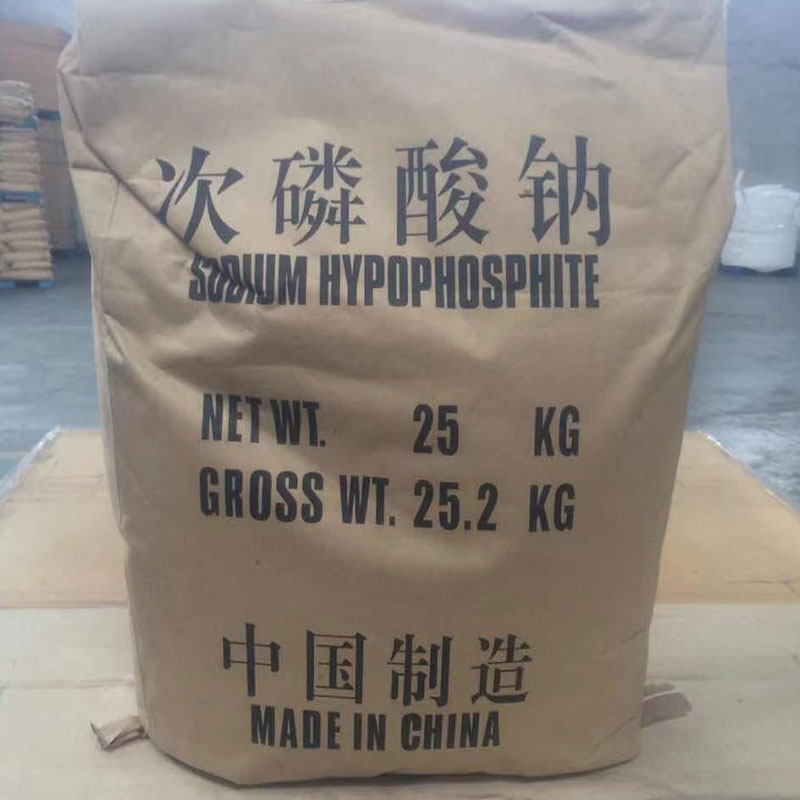 次磷酸钠
SODIUM HYPOPHOSPHITE
NET WT. 25 KG
GROSS WT. 25.2 KG
中国制造
MADE IN CHINA